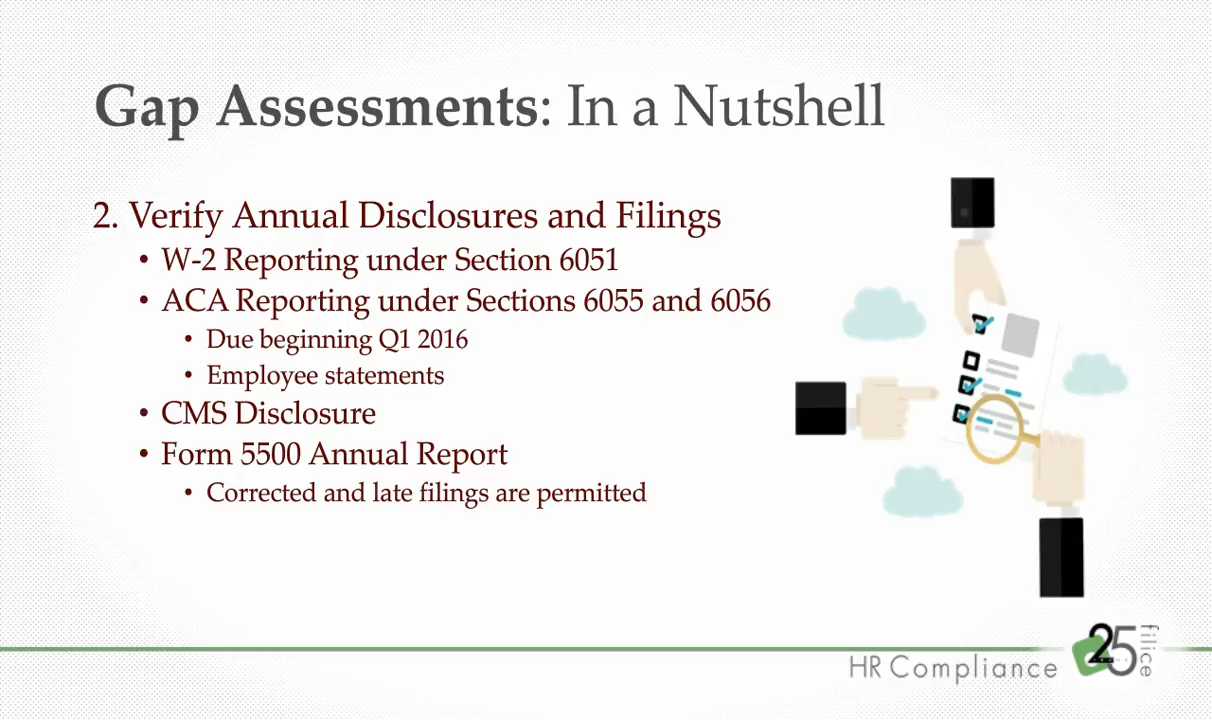 Gap Assessments: In a Nutshell
2. Verify Annual Disclosures and Filings
• W-2 Reporting under Section 6051
• ACA Reporting under Sections 6055 and 6056
• Due beginning Q1 2016
• Employee statements
• CMS Disclosure
• Form 5500 Annual Report
• Corrected and late filings are permitted
HR Compliance
25
filice